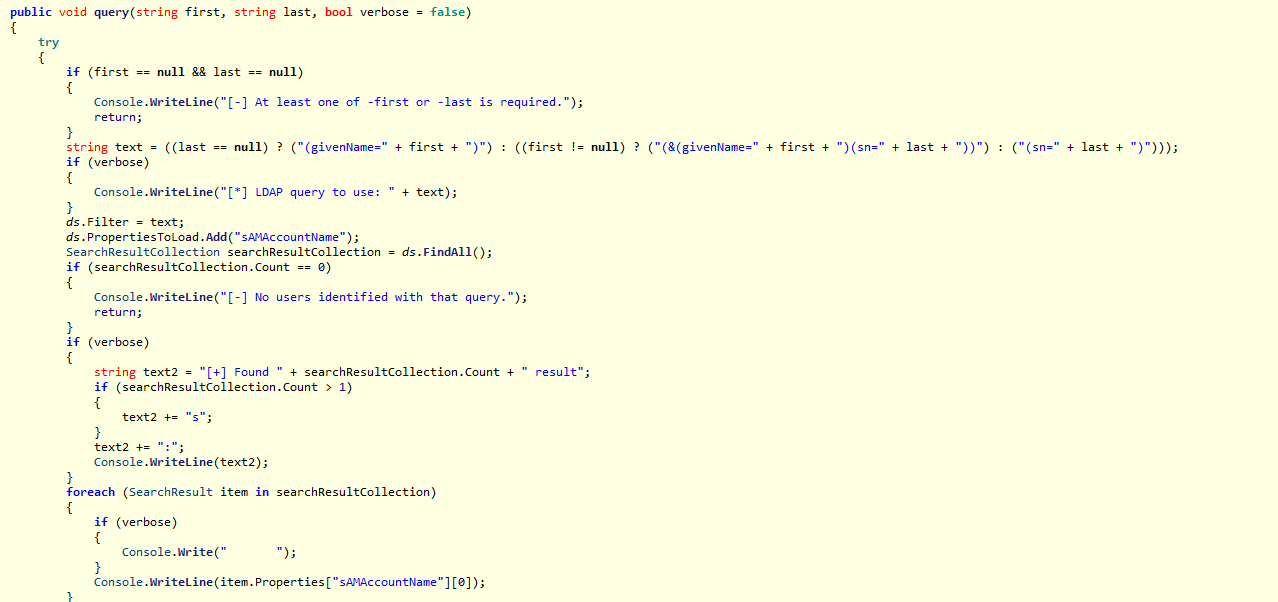 public void query(string first, string last, bool verbose = false)
{
    try
    {
        if (first == null && last == null)
        {
            Console.WriteLine("[-] At least one of -first or -last is required.");
            return;
        }
        string text = ((last == null) ? ("(givenName=" + first + ")") : ((first != null) ? ("(&(givenName=" + first + ")(sn=" + last + "))") : ("(sn=" + last + ")")));
        if (verbose)
        {
            Console.WriteLine("[*] LDAP query to use: " + text);
        }
        ds.Filter = text;
        ds.PropertiesToLoad.Add("sAMAccountName");
        SearchResultCollection searchResultCollection = ds.FindAll();
        if (searchResultCollection.Count == 0)
        {
            Console.WriteLine("[-] No users identified with that query.");
            return;
        }
        if (verbose)
        {
            string text2 = "[+] Found " + searchResultCollection.Count + " result";
            if (searchResultCollection.Count > 1)
            {
                text2 += "s";
            }
            text2 += ":";
            Console.WriteLine(text2);
        }
        foreach (SearchResult item in searchResultCollection)
        {
            if (verbose)
            {
                Console.Write("       ");
            }
            Console.WriteLine(item.Properties["sAMAccountName"][0]);
        }